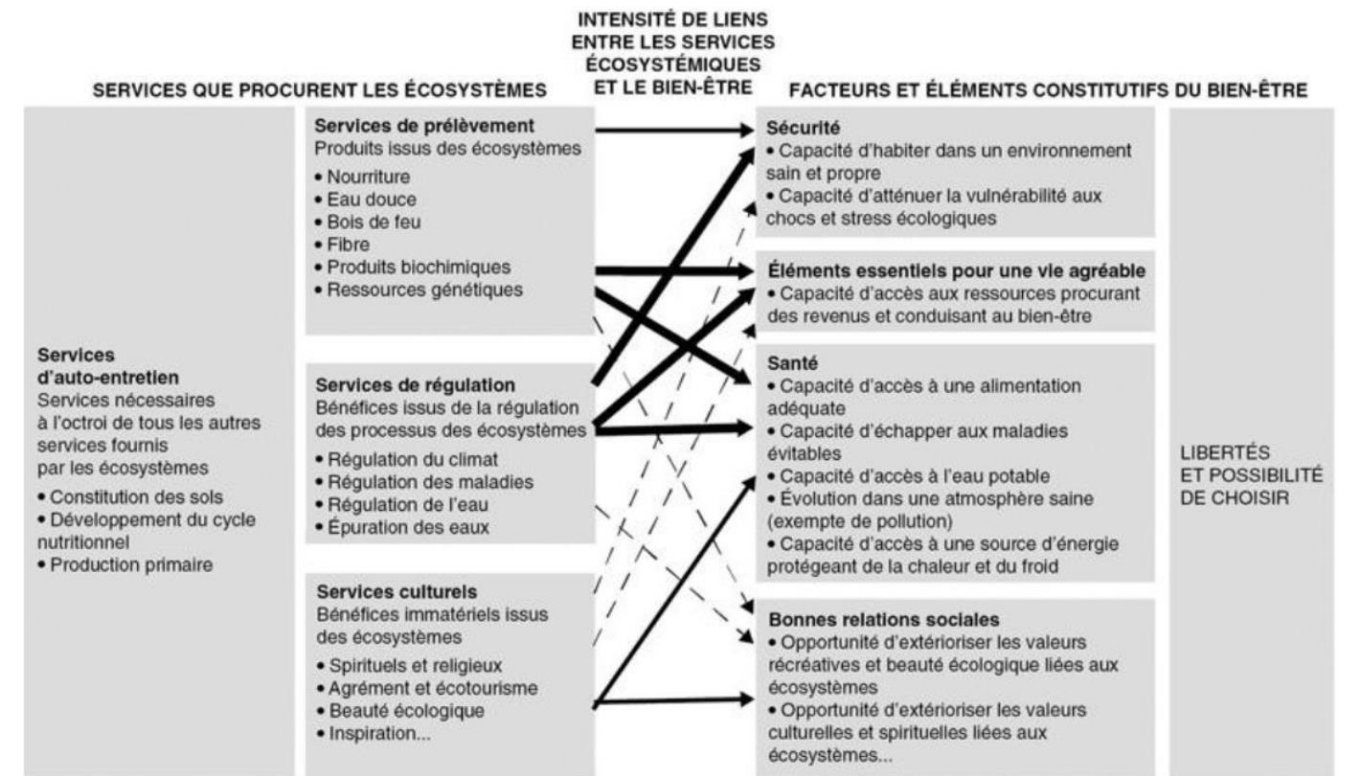 INTENSITÉ DE LIENS
ENTRE LES SERVICES
ÉCOSYSTÉMIQUES
ET LE BIEN-ÊTRE
SERVICES QUE PROCURENT LES ÉCOSYSTÈMES
FACTEURS ET ÉLÉMENTS CONSTITUTIFS DU BIEN-ÊTRE
Services
d'auto-entretien
Services nécessaires
à l'octroi de tous les autres
services fournis
par les écosystèmes
• Constitution des sols
• Développement du cycle
nutritionnel
• Production primaire
Services de prélèvement
Produits issus des écosystèmes
• Nourriture
• Eau douce
• Bois de feu
• Fibre
• Produits biochimiques
• Ressources génétiques
Services de régulation
Bénéfices issus de la régulation
des processus des écosystèmes
• Régulation du climat
• Régulation des maladies
• Régulation de l'eau
• Épuration des eaux
Services culturels
Bénéfices immatériels issus
des écosystèmes
• Spirituels et religieux
• Agrément et écotourisme
• Beauté écologique
• Inspiration...
Sécurité
• Capacité d'habiter dans un environnement
sain et propre
• Capacité d'atténuer la vulnérabilité aux
chocs et stress écologiques
Éléments essentiels pour une vie agréable
• Capacité d'accès aux ressources procurant
des revenus et conduisant au bien-être
Santé
• Capacité d'accès à une alimentation
adéquate
• Capacité d'échapper aux maladies
évitables
• Capacité d'accès à l'eau potable
• Évolution dans une atmosphère saine
(exempte de pollution)
• Capacité d'accès à une source d'énergie
protégeant de la chaleur et du froid
Bonnes relations sociales
• Opportunité d'extérioriser les valeurs
récréatives et beauté écologique liées aux
écosystèmes
• Opportunité d'extérioriser les valeurs
culturelles et spirituelles liées aux
écosystèmes...
LIBERTÉS
ET POSSIBILITÉ
DE CHOISIR